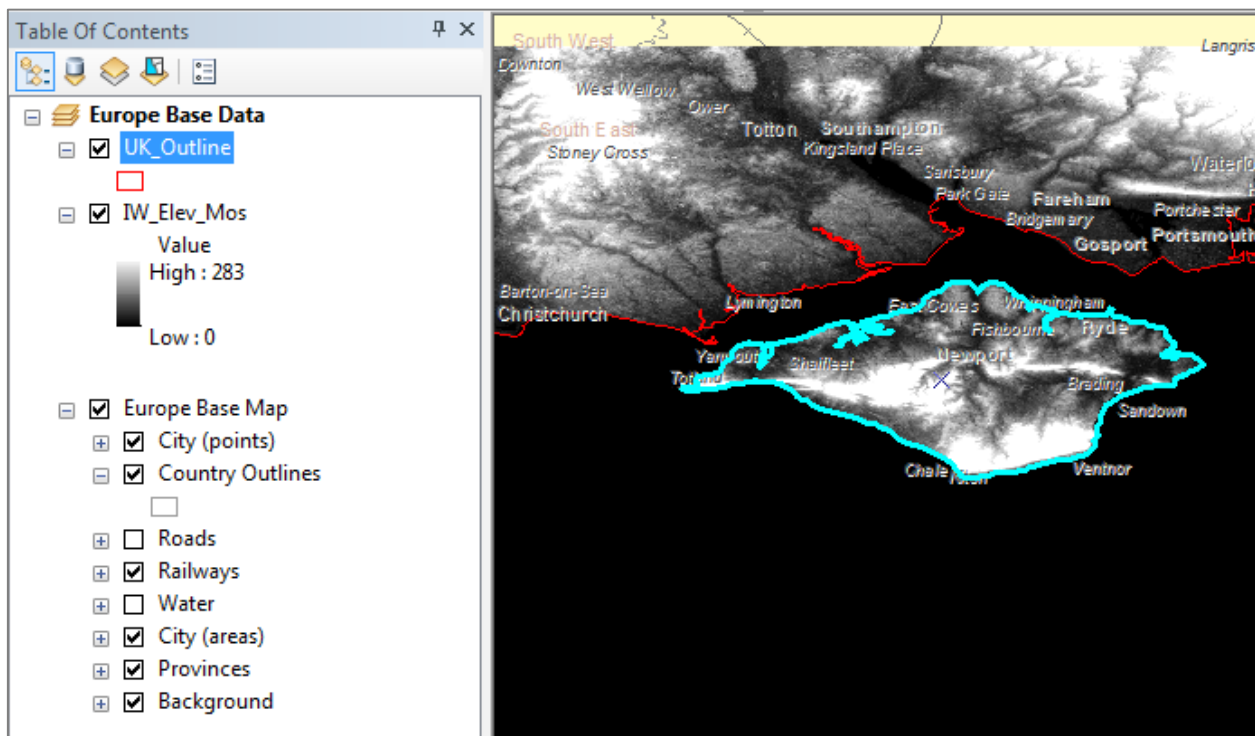 Table Of Contents
Europe Base Data
UK_Outline
IW_Elev_Mos
Value
High : 283
Low : 0
Europe Base Map
City (points)
Country Outlines
Roads
Railways
Water
City (areas)
Provinces
Background
South West
Downton
Langris
West Wellow
Ower
South East
Totton
Southampton
Stoney Cross
Kingsland Place
Waterlo
Sarisbury
Park Gate
Fareham
Portchester
Bridgemary
Gosport
Portsmouth
Barton-on-Sea
Christchurch
Lymington
East Cowes
Fishbourne
Ryde
Newport
Shalfleet
Totland
Brading
Sandown
Chale
Ventnor